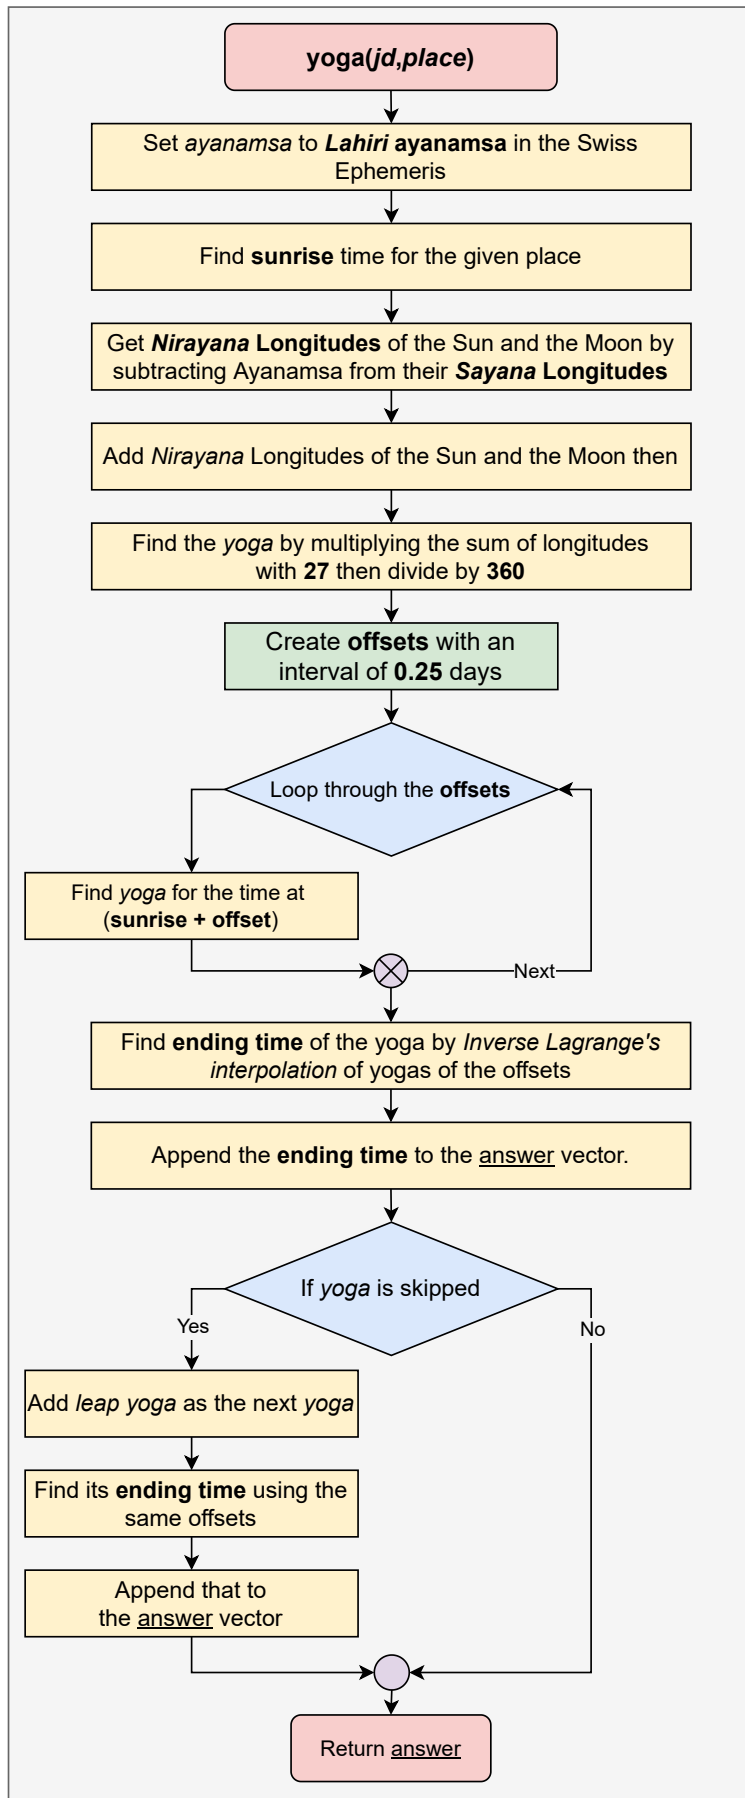 yoga(jd,place)
Set ayanamsa to Lahiri ayanamsa in the Swiss
Ephemeris
Find sunrise time for the given place
Get Nirayana Longitudes of the Sun and the Moon by
subtracting Ayanamsa from their Sayana Longitudes
Add Nirayana Longitudes of the Sun and the Moon then
Find the yoga by multiplying the sum of longitudes
with 27 then divide by 360
Create offsets with an
interval of 0.25 days
Loop through the offsets
Find yoga for the time at
(sunrise + offset)
Next
Find ending time of the yoga by Inverse Lagrange's
interpolation of yogas of the offsets
Append the ending time to the answer vector.
If yoga is skipped
Yes
No
Add leap yoga as the next yoga
Find its ending time using the
same offsets
Append that to
the answer vector
Return answer